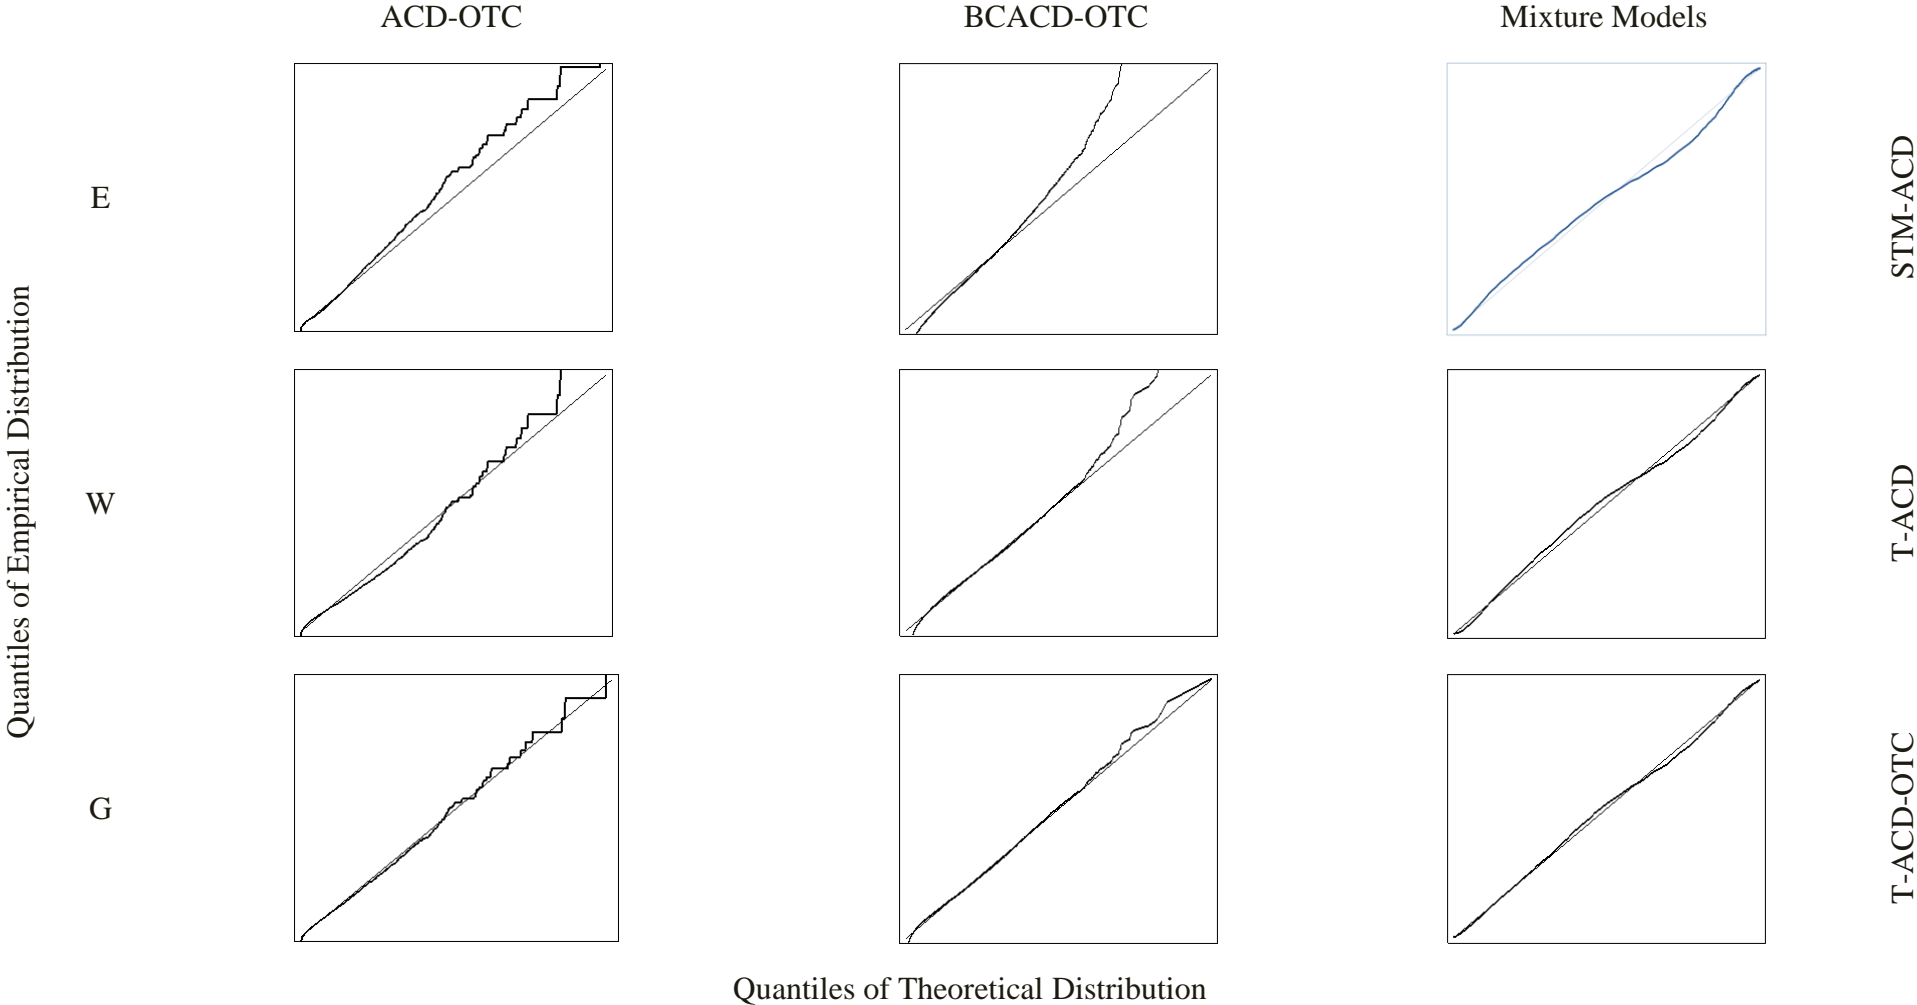 ACD-OTC
BCACD-OTC
Mixture Models
Quantiles of Empirical Distribution
E
STM-ACD
W
T-ACD
G
T-ACD-OTC
Quantiles of Theoretical Distribution